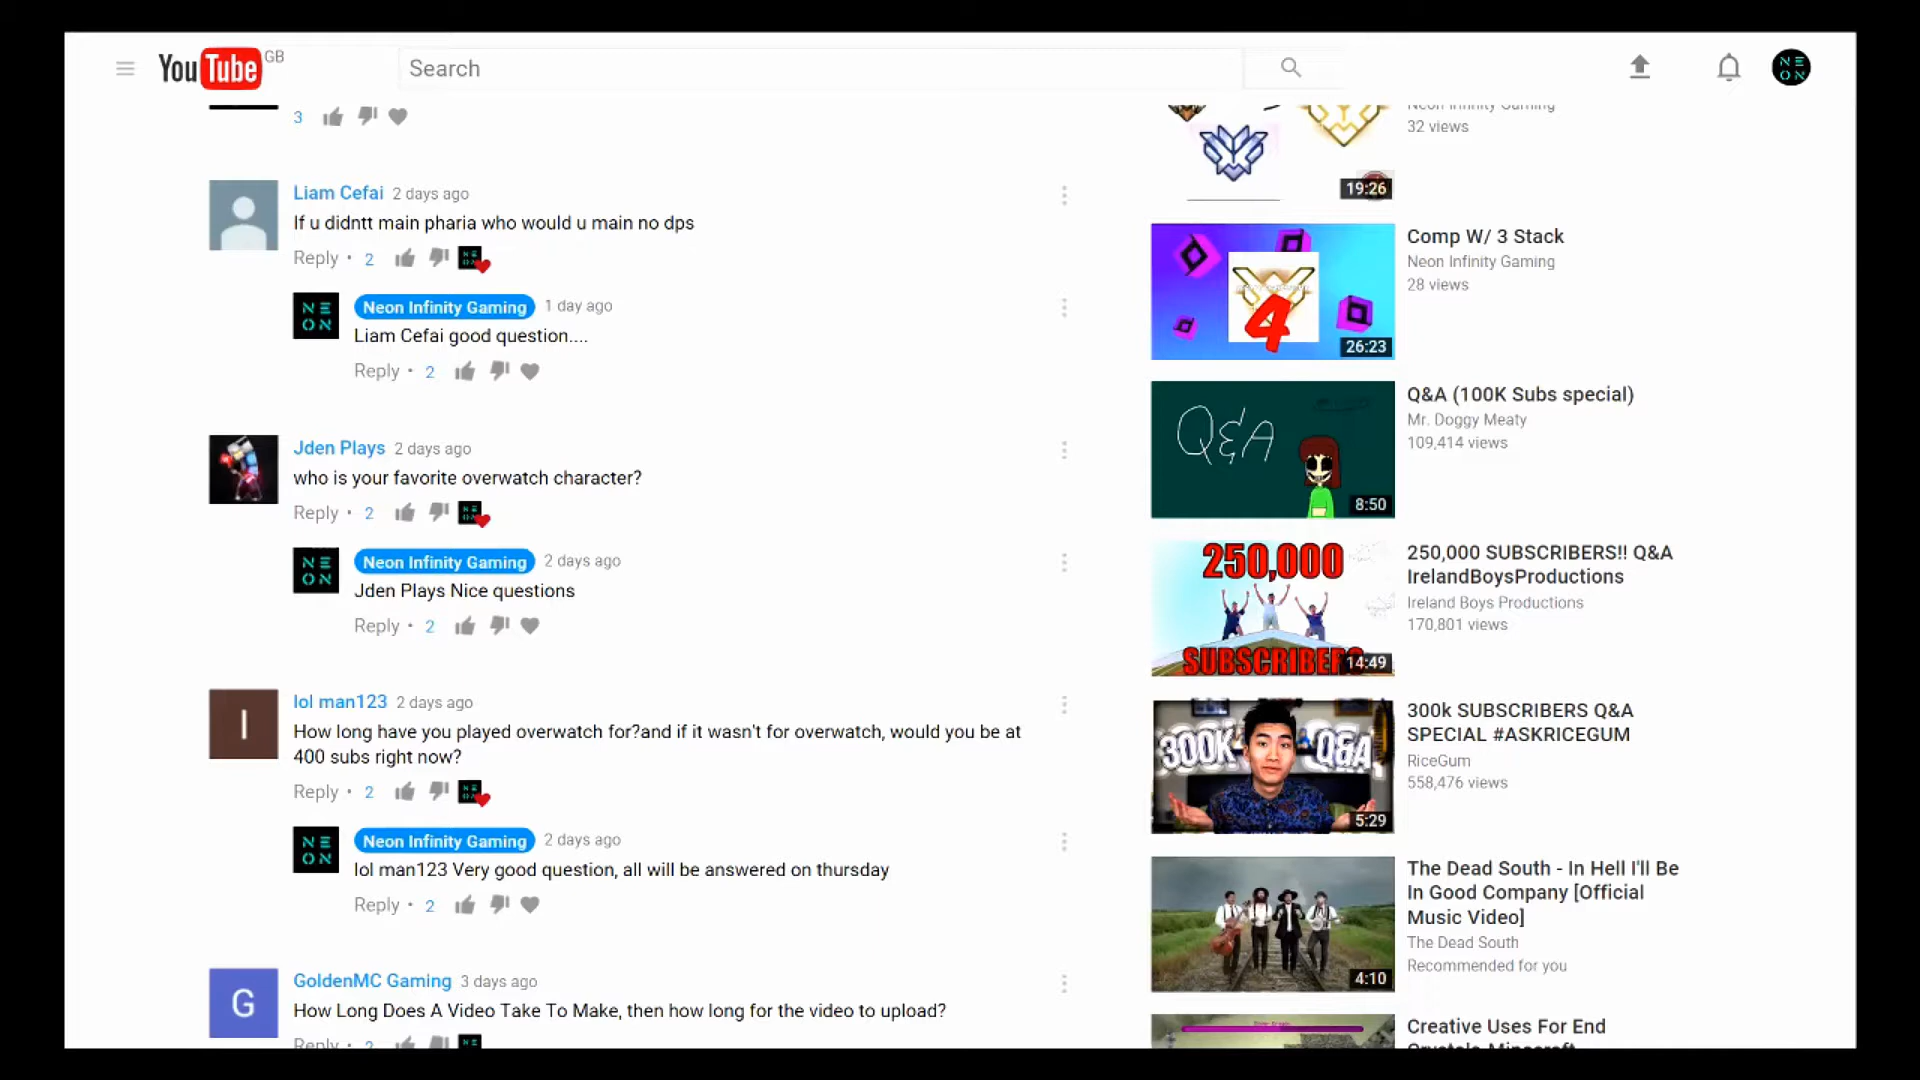 YouTube GB
Search
3
Liam Cefai 2 days ago
If u didntt main pharia who would u main no dps
Reply • 2
Neon Infinity Gaming 1 day ago
Liam Cefai good question....
Reply • 2
Jden Plays 2 days ago
who is your favorite overwatch character?
Reply • 2
Neon Infinity Gaming 2 days ago
Jden Plays Nice questions
Reply • 2
lol man123 2 days ago
How long have you played overwatch for?and if it wasn't for overwatch, would you be at
400 subs right now?
Reply • 2
Neon Infinity Gaming 2 days ago
lol man123 Very good question, all will be answered on thursday
Reply • 2
G
GoldenMC Gaming 3 days ago
How Long Does A Video Take To Make, then how long for the video to upload?
Reply • 2
NEON
Neon Infinity Gaming
32 views
19:26
Comp W/ 3 Stack
Neon Infinity Gaming
28 views
4
26:23
Q&A (100K Subs special)
Mr. Doggy Meaty
109,414 views
Q&A
8:50
250,000 SUBSCRIBERS!! Q&A
IrelandBoysProductions
Ireland Boys Productions
170,801 views
250,000
SUBSCRIBERS
14:49
300k SUBSCRIBERS Q&A
SPECIAL #ASKRICEGUM
RiceGum
558,476 views
300K Q&A
5:29
The Dead South - In Hell I'll Be
In Good Company [Official
Music Video]
The Dead South
Recommended for you
4:10
Creative Uses For End
Crystals Minecraft